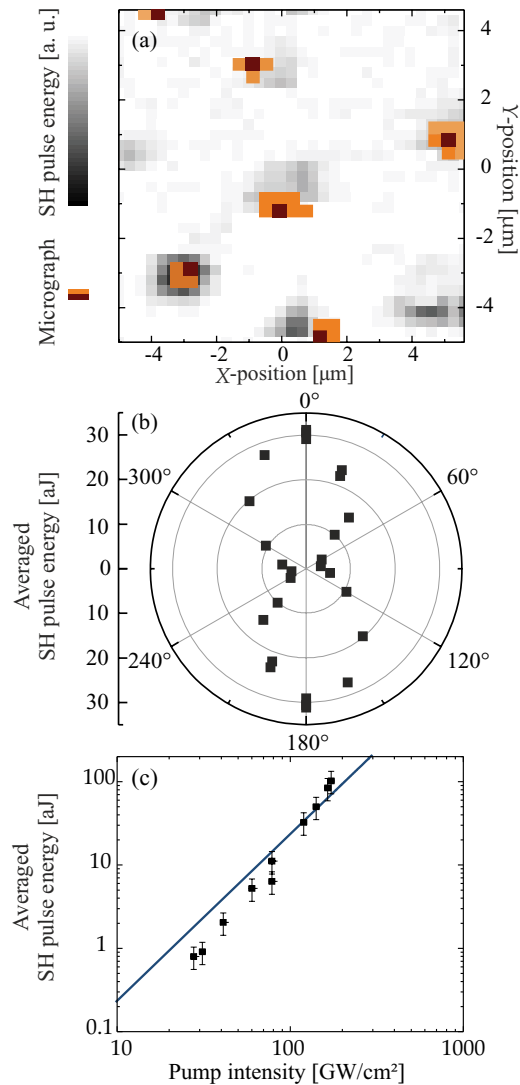 (a)
SH pulse energy [a. u.]
Micrograph
4
2
0
-2
-4
Y-position
[µm]
-4 -2 0 2 4
X-position [µm]
(b)
0°
60°
120°
180°
240°
300°
30
20
10
0
10
20
30
Averaged
SH pulse energy [aJ]
(c)
100
10
1
0.1
Averaged
SH pulse energy [aJ]
10 100 1000
Pump intensity [GW/cm²]